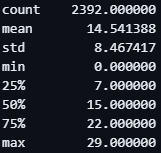 count    2392.000000
mean       14.541388
std         8.467417
min         0.000000
25%         7.000000
50%        15.000000
75%        22.000000
max        29.000000